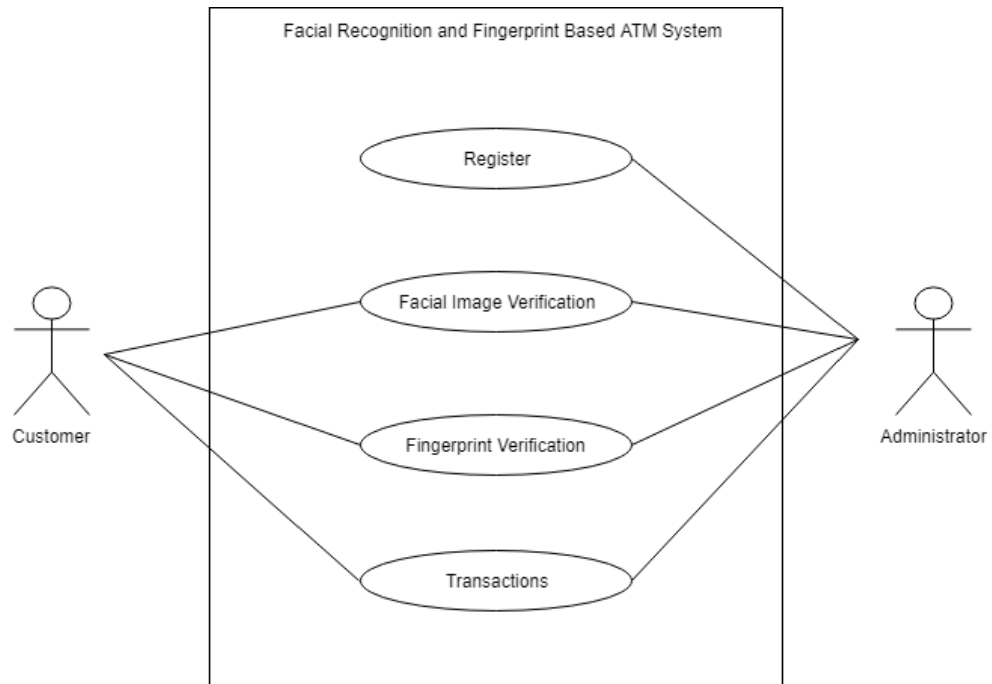 Facial Recognition and Fingerprint Based ATM System
Register
Facial Image Verification
Customer
Administrator
Fingerprint Verification
Transactions